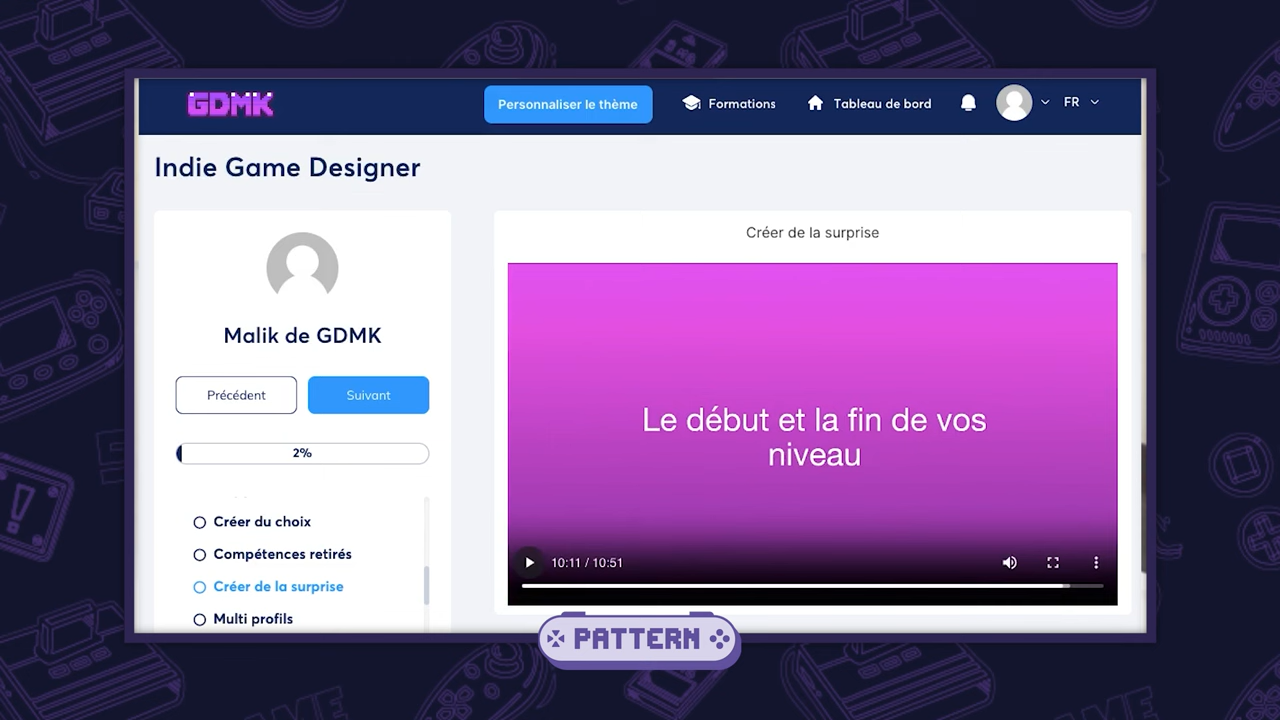 GDMK
Personnaliser le thème
Formations
Tableau de bord
FR
Indie Game Designer
Malik de GDMK
Précédent
Suivant
2%
Créer du choix
Compétences retirés
Créer de la surprise
Multi profils
Créer de la surprise
Le début et la fin de vos
niveau
10:11 / 10:51
PATTERN